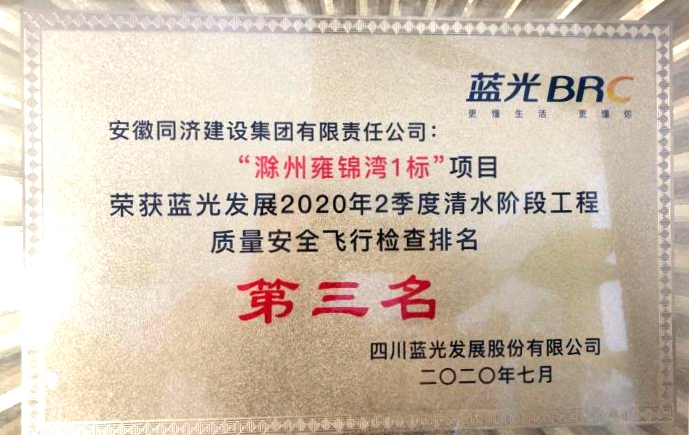 蓝光BRC
更懂生活 更懂你
安徽同济建设集团有限责任公司：
“滁州雍锦湾1标”项目
荣获蓝光发展2020年2季度清水阶段工程
质量安全飞行检查排名
第三名
四川蓝光发展股份有限公司
二〇二〇年七月